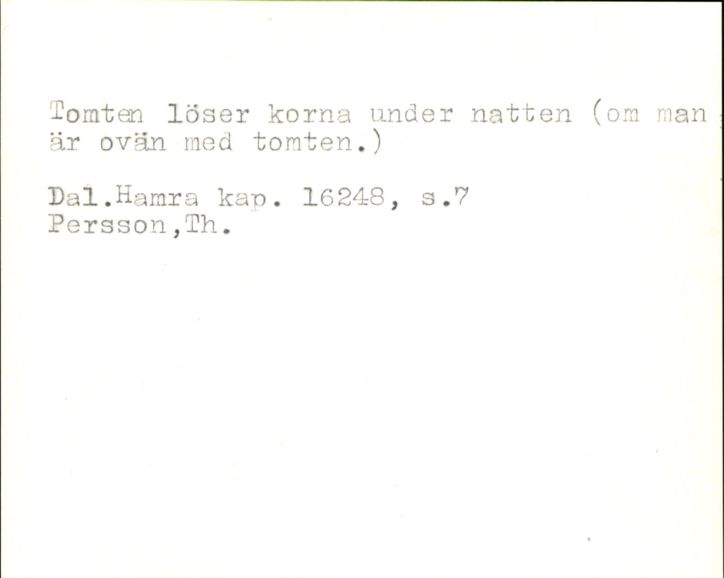 Tomten löser korna under natten (om man
är ovän med tomten.)
Dal.Hamra kap. 16248, s.7
Persson,Th.